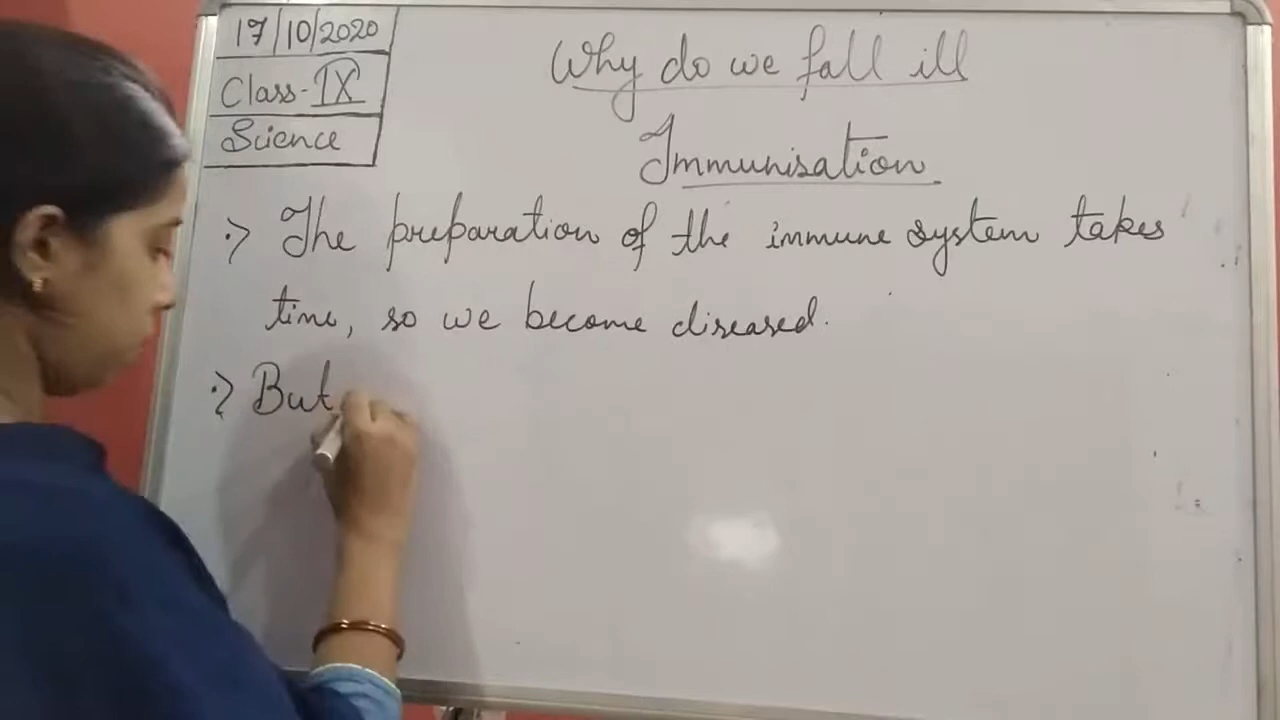 17/10/2020
Class-IX
Science
Why do we fall ill
Immunisation
:> The preparation of the immune system takes
time, so we become diseased.
:> But